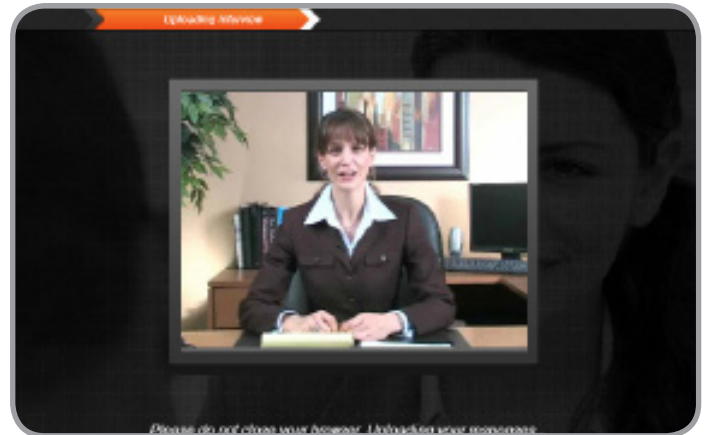 Uploading Interview
Please do not close your browser. Uploading your responses